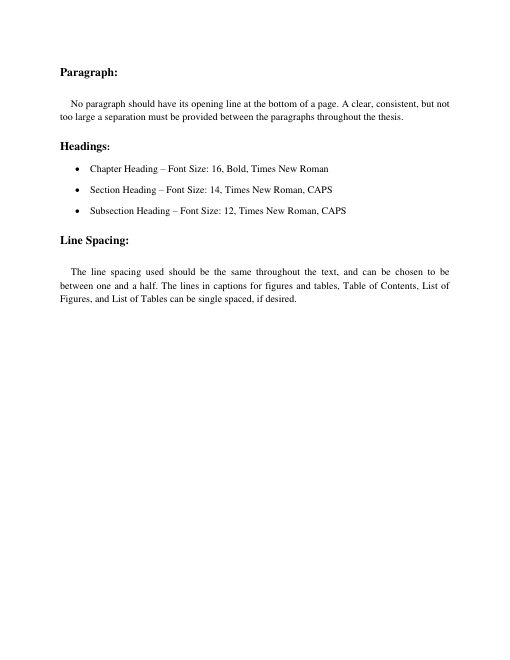 Paragraph:
No paragraph should have its opening line at the bottom of a page. A clear, consistent, but not
too large a separation must be provided between the paragraphs throughout the thesis.
Headings:
• Chapter Heading – Font Size: 16, Bold, Times New Roman
• Section Heading – Font Size: 14, Times New Roman, CAPS
• Subsection Heading – Font Size: 12, Times New Roman, CAPS
Line Spacing:
The line spacing used should be the same throughout the text, and can be chosen to be
between one and a half. The lines in captions for figures and tables, Table of Contents, List of
Figures, and List of Tables can be single spaced, if desired.